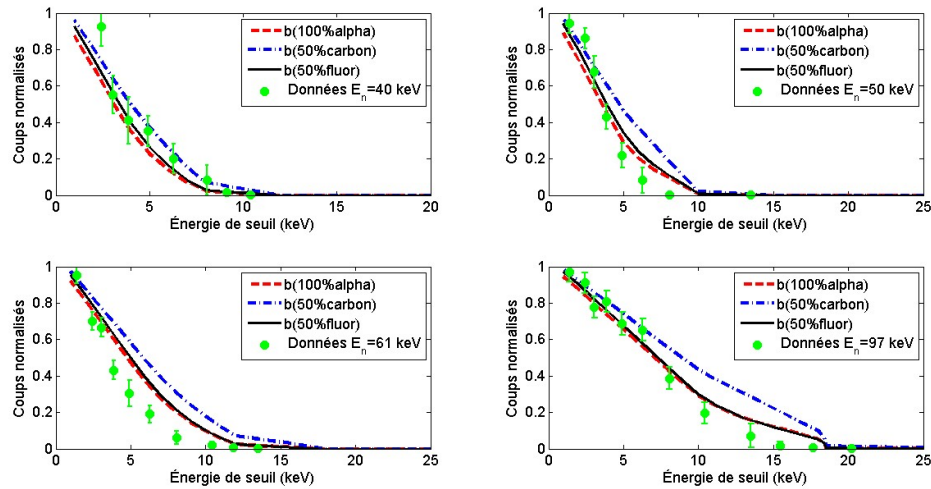 1
0.8
0.6
0.4
0.2
0
Coups normalisés
b(100%alpha)
b(50%carbon)
b(50%fluor)
Données E_n=40 keV
0 5 10 15 20
Énergie de seuil (keV)
1
0.8
0.6
0.4
0.2
0
Coups normalisés
b(100%alpha)
b(50%carbon)
b(50%fluor)
Données E_n=50 keV
0 5 10 15 20 25
Énergie de seuil (keV)
1
0.8
0.6
0.4
0.2
0
Coups normalisés
b(100%alpha)
b(50%carbon)
b(50%fluor)
Données E_n=61 keV
0 5 10 15 20 25
Énergie de seuil (keV)
1
0.8
0.6
0.4
0.2
0
Coups normalisés
b(100%alpha)
b(50%carbon)
b(50%fluor)
Données E_n=97 keV
0 5 10 15 20 25
Énergie de seuil (keV)